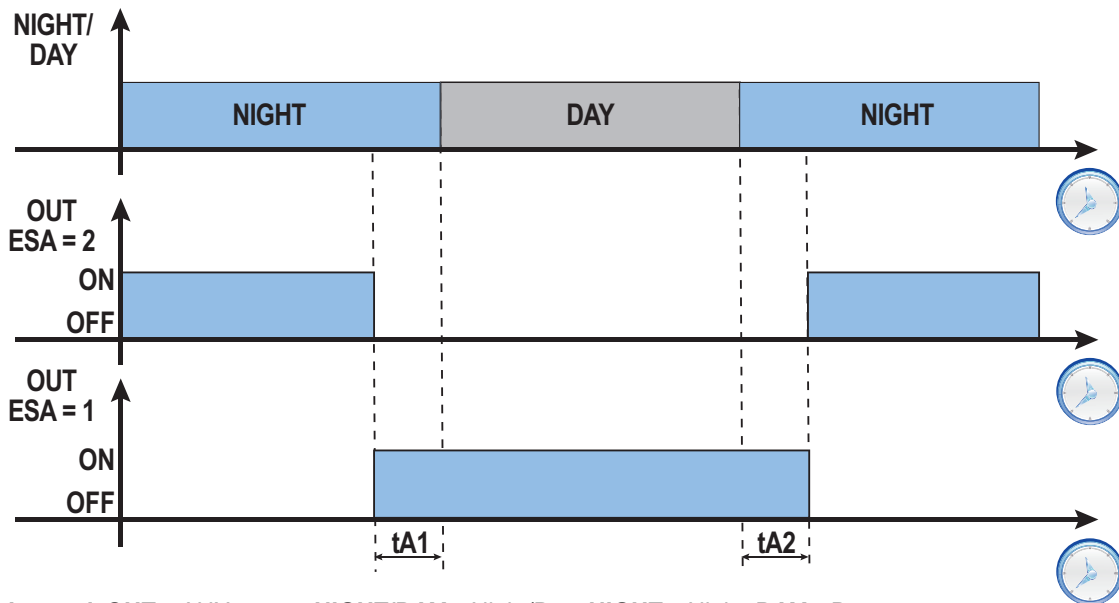 NIGHT/
DAY
NIGHT DAY NIGHT
OUT
ESA = 2
ON
OFF
OUT
ESA = 1
ON
OFF
tA1 tA2